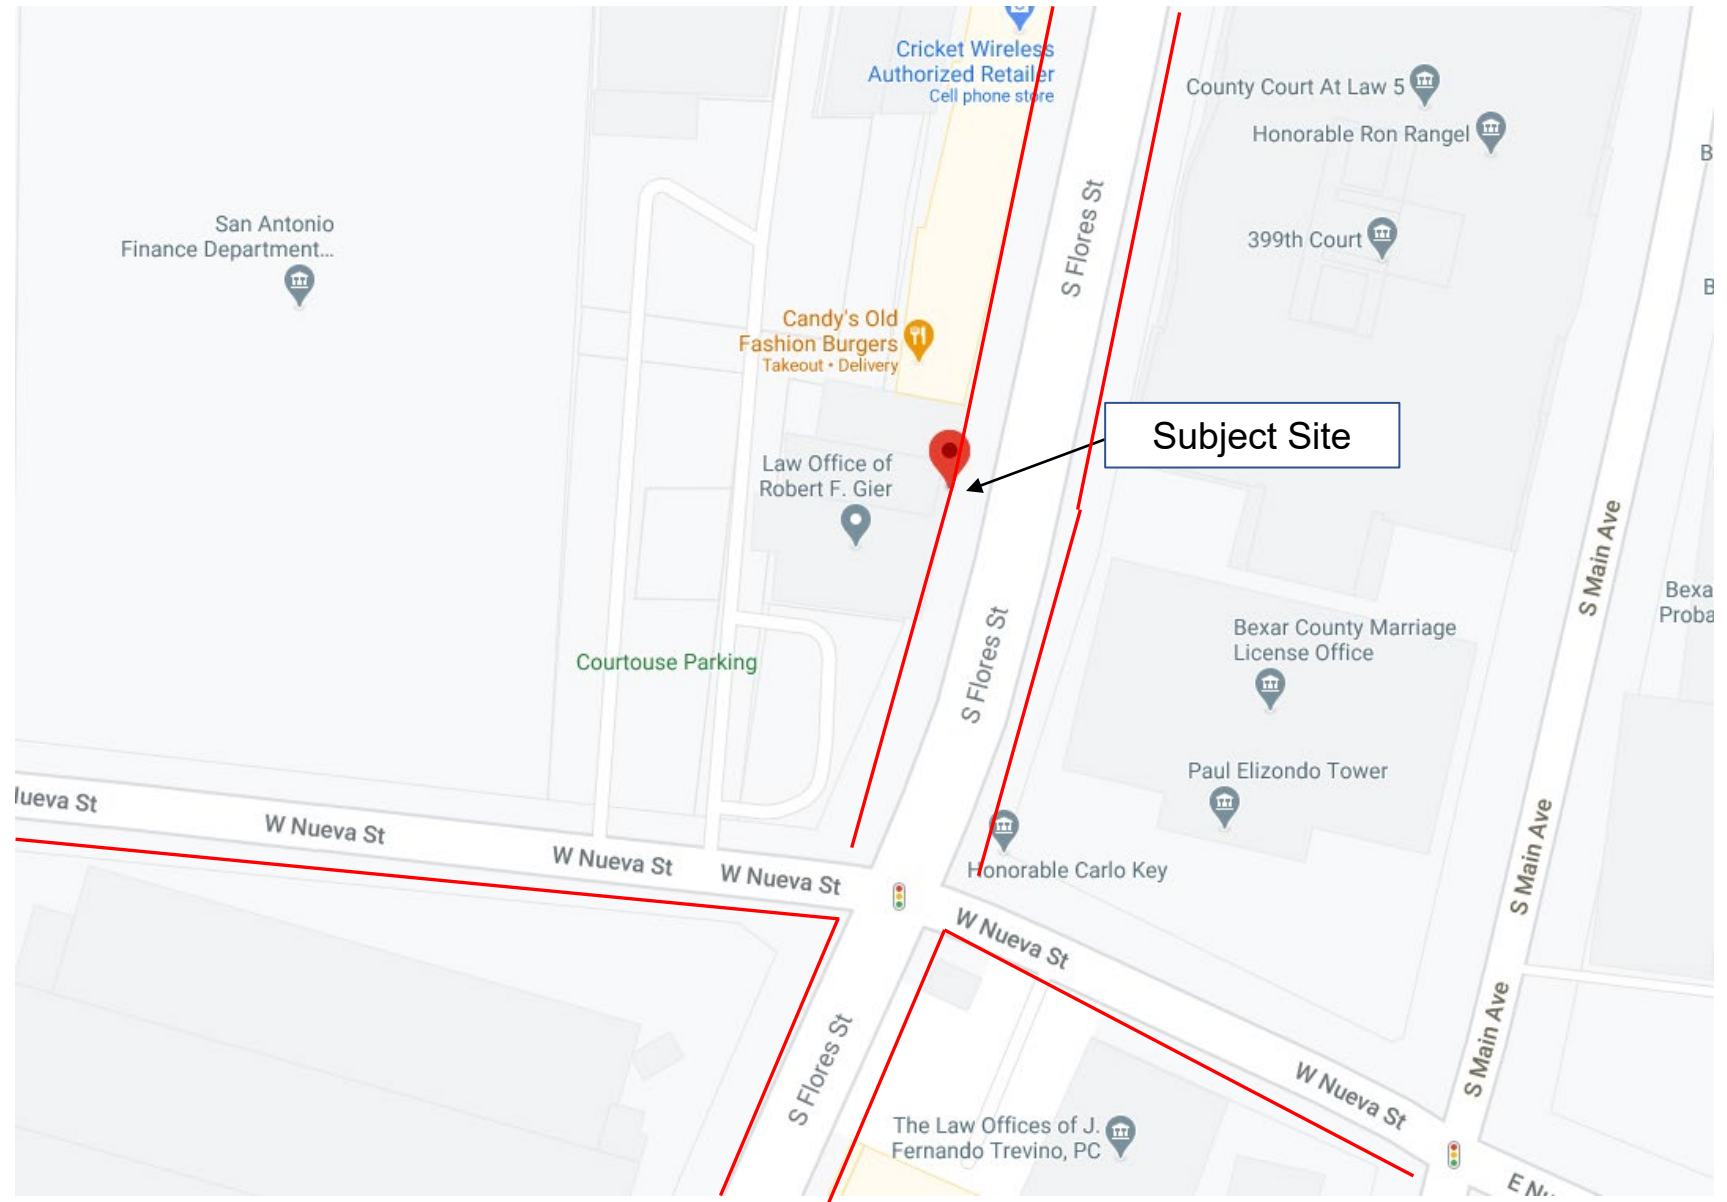 Cricket Wireless
Authorized Retailer
Cell phone store
County Court At Law 5
Honorable Ron Rangel
B
S Flores St
San Antonio
Finance Department...
399th Court
B
Candy's Old
Fashion Burgers
Takeout • Delivery
Subject Site
Law Office of
Robert F. Gier
S Main Ave
Bexa
Proba
Bexar County Marriage
License Office
S Flores St
Courtouse Parking
Paul Elizondo Tower
lueva St
W Nueva St
W Nueva St
W Nueva St
Honorable Carlo Key
S Main Ave
W Nueva St
S Main Ave
S Flores St
W Nueva St
The Law Offices of J.
Fernando Trevino, PC
E Nu